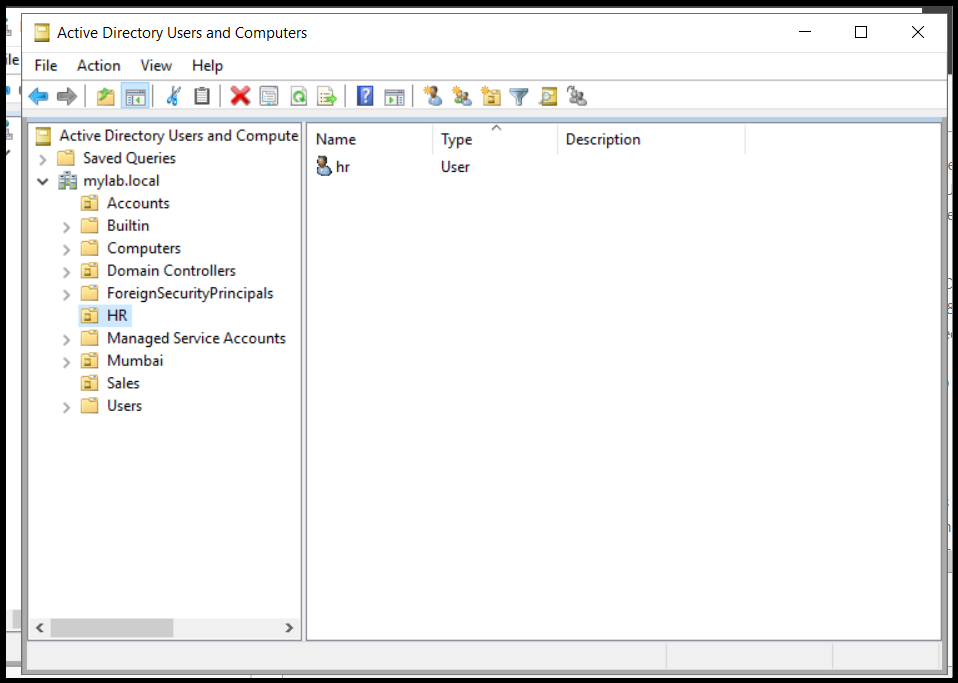 Active Directory Users and Computers
File Action View Help
Active Directory Users and Compute
Saved Queries
mylab.local
Accounts
Builtin
Computers
Domain Controllers
ForeignSecurityPrincipals
HR
Managed Service Accounts
Mumbai
Sales
Users
Name Type Description
hr User